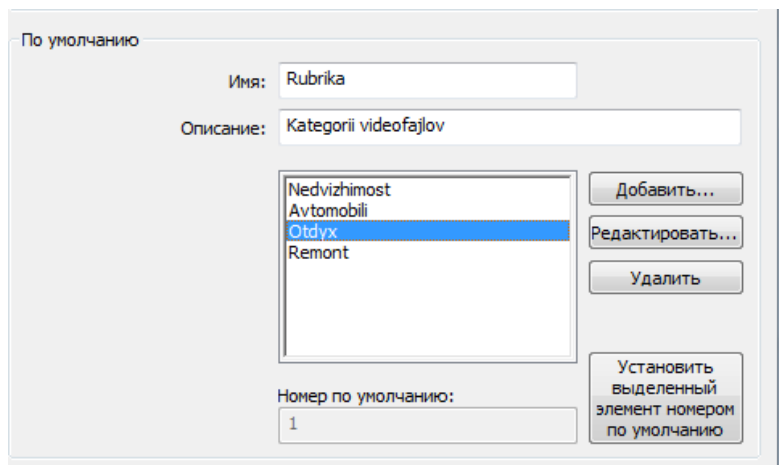 По умолчанию
Имя: Rubrika
Описание: Kategorii videofajlov
Nedvizhimost
Avtomobili
Otdyx
Remont
Добавить...
Редактировать...
Удалить
Установить
выделенный
элемент номером
по умолчанию
Номер по умолчанию:
1